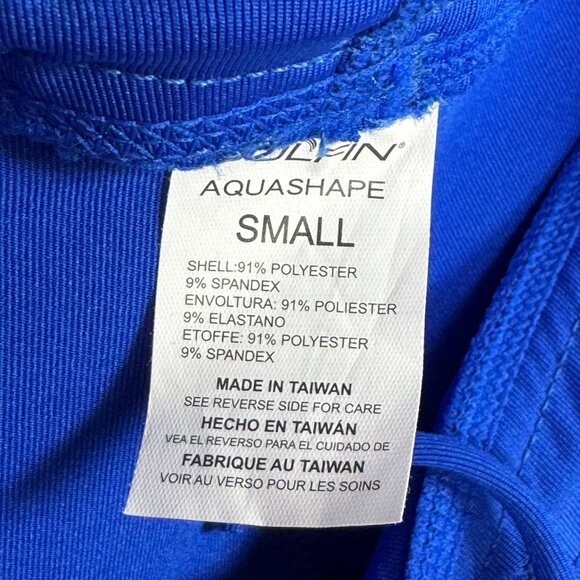 AQUASHAPE
SMALL
SHELL:91% POLYESTER
9% SPANDEX
ENVOLTURA: 91% POLIESTER
9% ELASTANO
ETOFFE: 91% POLYESTER
9% SPANDEX
MADE IN TAIWAN
SEE REVERSE SIDE FOR CARE
HECHO EN TAIWÁN
VEA EL REVERSO PARA EL CUIDADO DE
FABRIQUE AU TAIWAN
VOIR AU VERSO POUR LES SOINS